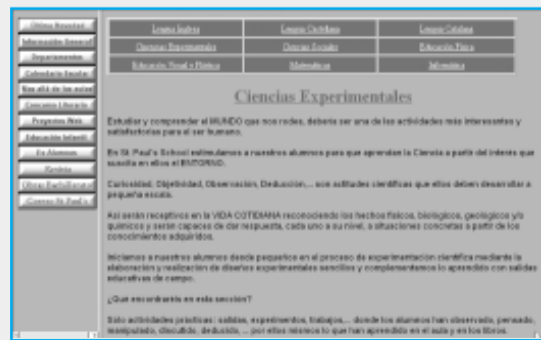 Última Novedad
Información General
Departamentos
Calendario Escolar
Mas allá de las aulas
Concurso Literario
Proyectos Web
Educación Infantil
Ex Alumnos
Revista
Obras Bachillerato
Correo St. Paul's
Lengua Inglesa Lengua Castellana Lengua Catalana
Ciencias Experimentales Ciencias Sociales Educación Física
Educación Visual y Plástica Matemáticas Informática
Ciencias Experimentales
Estudiar y comprender el MUNDO que nos rodea, debería ser una de las actividades más interesantes y
satisfactorias para el ser humano.
En St. Paul's School estimulamos a nuestros alumnos para que aprendan la Ciencia a partir del interés que
suscita en ellos el ENTORNO.
Curiosidad, Objetividad, Observación, Deducción,... son actitudes científicas que ellos deben desarrollar a
pequeña escala.
Así serán receptivos en la VIDA COTIDIANA reconociendo los hechos físicos, biológicos, geológicos y/o
químicos y serán capaces de dar respuesta, cada uno a su nivel, a situaciones concretas a partir de los
conocimientos adquiridos.
Iniciamos a nuestros alumnos desde pequeños en el proceso de experimentación científica mediante la
elaboración y realización de diseños experimentales sencillos y complementamos lo aprendido con salidas
educativas de campo.
¿Que encontraréis en esta sección?
Sólo actividades prácticas: salidas, experimentos, trabajos,... donde los alumnos han observado, pensado,
manipulado, discutido, deducido, ... por ellos mismos lo que han aprendido en el aula y en los libros.